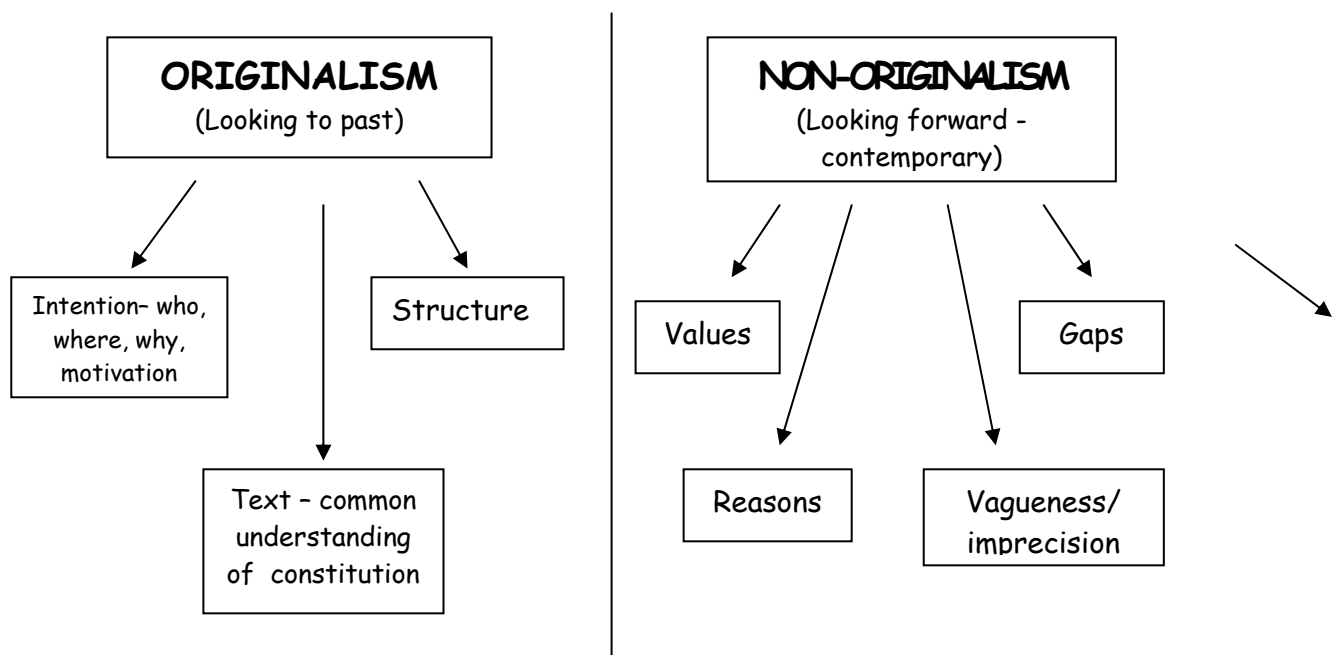 ORIGINALISM
(Looking to past)
Intention– who,
where, why,
motivation
Structure
Text – common
understanding
of constitution
NON-ORIGINALISM
(Looking forward -
contemporary)
Values
Gaps
Reasons
Vagueness/
imprecision